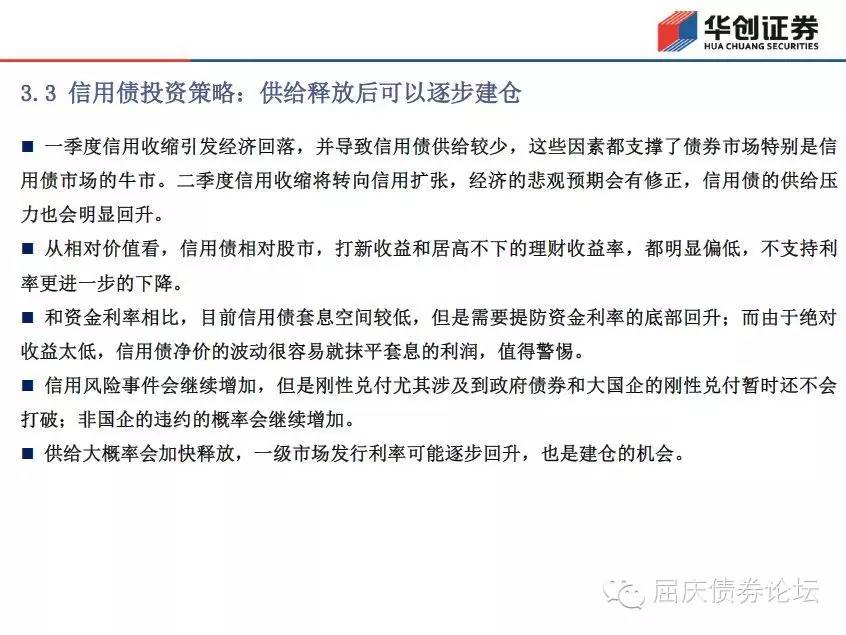 华创证券
HUA CHUANG SECURITIES
3.3 信用债投资策略：供给释放后可以逐步建仓
■ 一季度信用收缩引发经济回落，并导致信用债供给较少，这些因素都支撑了债券市场特别是信
用债市场的牛市。二季度信用收缩将转向信用扩张，经济的悲观预期会有修正，信用债的供给压
力也会明显回升。
■ 从相对价值看，信用债相对股市，打新收益和居高不下的理财收益率，都明显偏低，不支持利
率更进一步的下降。
■ 和资金利率相比，目前信用债套息空间较低，但是需要提防资金利率的底部回升；而由于绝对
收益太低，信用债净价的波动很容易就抹平套息的利润，值得警惕。
■ 信用风险事件会继续增加，但是刚性兑付尤其涉及到政府债券和大国企的刚性兑付暂时还不会
打破；非国企的违约的概率会继续增加。
■ 供给大概率会加快释放，一级市场发行利率可能逐步回升，也是建仓的机会。
屈庆债券论坛